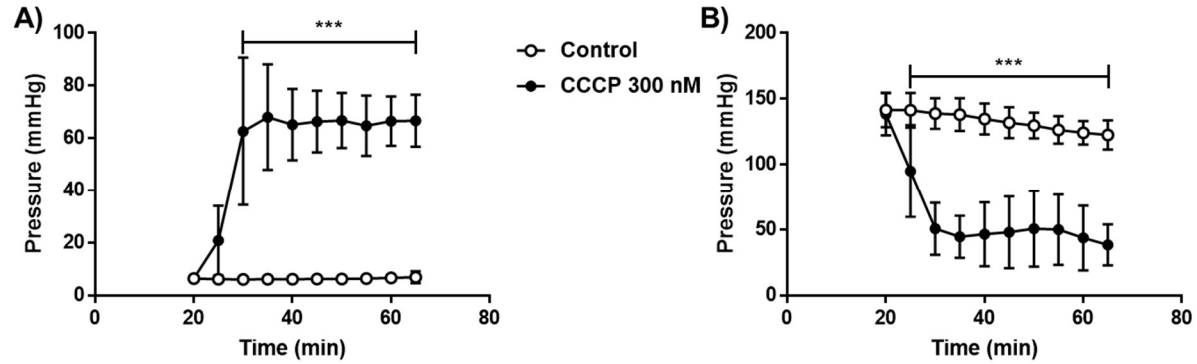 A)
***
100
80
60
40
20
0
Pressure (mmHg)
0 20 40 60 80
Time (min)
Control
CCCP 300 nM
B)
***
200
150
100
50
0
Pressure (mmHg)
0 20 40 60 80
Time (min)